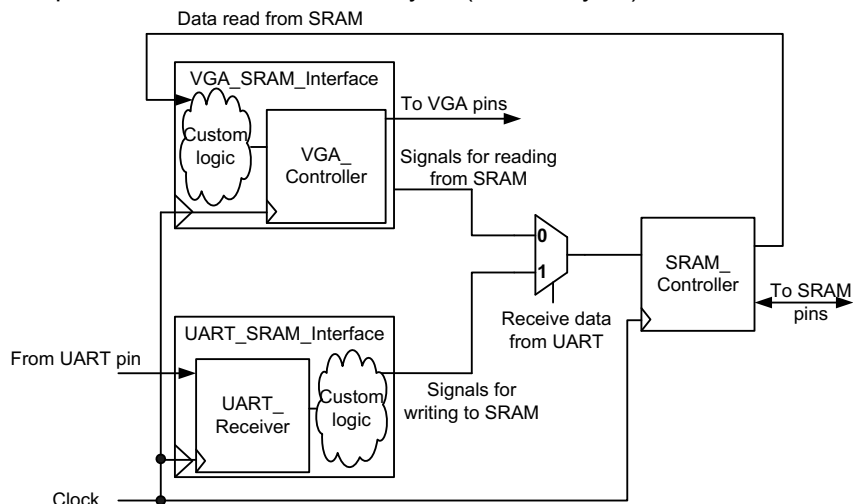 Data read from SRAM
VGA_SRAM_Interface
Custom
logic
VGA_
Controller
To VGA pins
Signals for reading
from SRAM
0
1
SRAM_
Controller
To SRAM
pins
Receive data
from UART
UART_SRAM_Interface
From UART pin
UART_
Receiver
Custom
logic
Signals for
writing to SRAM
Clock